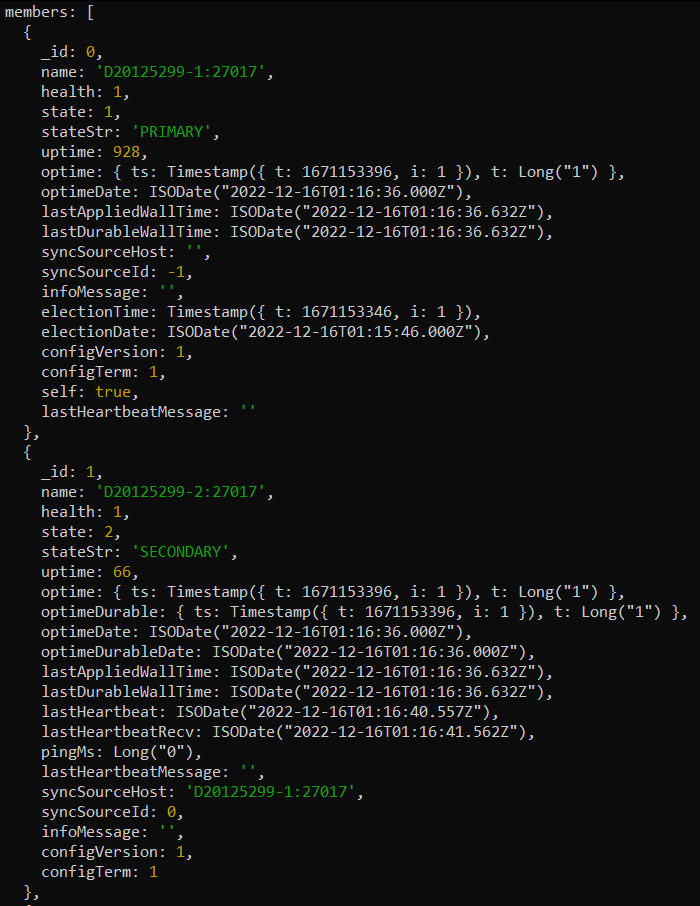 members: [
  {
    _id: 0,
    name: 'D20125299-1:27017',
    health: 1,
    state: 1,
    stateStr: 'PRIMARY',
    uptime: 928,
    optime: { ts: Timestamp({ t: 1671153396, i: 1 }), t: Long("1") },
    optimeDate: ISODate("2022-12-16T01:16:36.000Z"),
    lastAppliedWallTime: ISODate("2022-12-16T01:16:36.632Z"),
    lastDurableWallTime: ISODate("2022-12-16T01:16:36.632Z"),
    syncSourceHost: '',
    syncSourceId: -1,
    infoMessage: '',
    electionTime: Timestamp({ t: 1671153346, i: 1 }),
    electionDate: ISODate("2022-12-16T01:15:46.000Z"),
    configVersion: 1,
    configTerm: 1,
    self: true,
    lastHeartbeatMessage: ''
  },
  {
    _id: 1,
    name: 'D20125299-2:27017',
    health: 1,
    state: 2,
    stateStr: 'SECONDARY',
    uptime: 66,
    optime: { ts: Timestamp({ t: 1671153396, i: 1 }), t: Long("1") },
    optimeDurable: { ts: Timestamp({ t: 1671153396, i: 1 }), t: Long("1") },
    optimeDate: ISODate("2022-12-16T01:16:36.000Z"),
    optimeDurableDate: ISODate("2022-12-16T01:16:36.000Z"),
    lastAppliedWallTime: ISODate("2022-12-16T01:16:36.632Z"),
    lastDurableWallTime: ISODate("2022-12-16T01:16:36.632Z"),
    lastHeartbeat: ISODate("2022-12-16T01:16:40.557Z"),
    lastHeartbeatRecv: ISODate("2022-12-16T01:16:41.562Z"),
    pingMs: Long("0"),
    lastHeartbeatMessage: '',
    syncSourceHost: 'D20125299-1:27017',
    syncSourceId: 0,
    infoMessage: '',
    configVersion: 1,
    configTerm: 1
  },